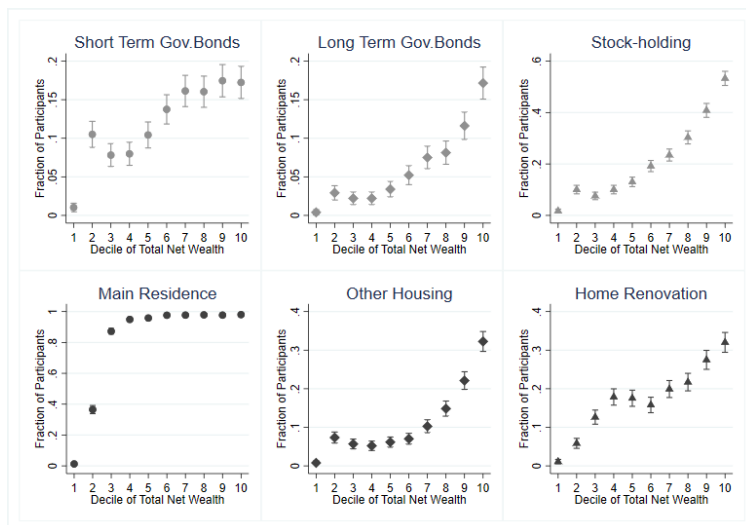 Short Term Gov.Bonds
Fraction of Participants
0 .05 .1 .15 .2
1 2 3 4 5 6 7 8 9 10
Decile of Total Net Wealth
Long Term Gov.Bonds
Fraction of Participants
0 .05 .1 .15 .2
1 2 3 4 5 6 7 8 9 10
Decile of Total Net Wealth
Stock-holding
Fraction of Participants
0 .2 .4 .6
1 2 3 4 5 6 7 8 9 10
Decile of Total Net Wealth
Main Residence
Fraction of Participants
0 .2 .4 .6 .8 1
1 2 3 4 5 6 7 8 9 10
Decile of Total Net Wealth
Other Housing
Fraction of Participants
0 .1 .2 .3 .4
1 2 3 4 5 6 7 8 9 10
Decile of Total Net Wealth
Home Renovation
Fraction of Participants
0 .1 .2 .3 .4
1 2 3 4 5 6 7 8 9 10
Decile of Total Net Wealth